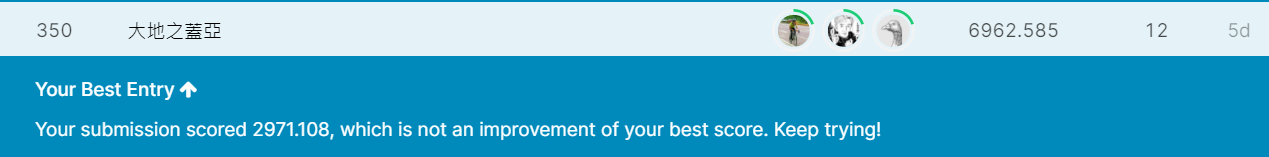 350 大地之蓋亞 6962.585 12 5d
Your Best Entry
Your submission scored 2971.108, which is not an improvement of your best score. Keep trying!